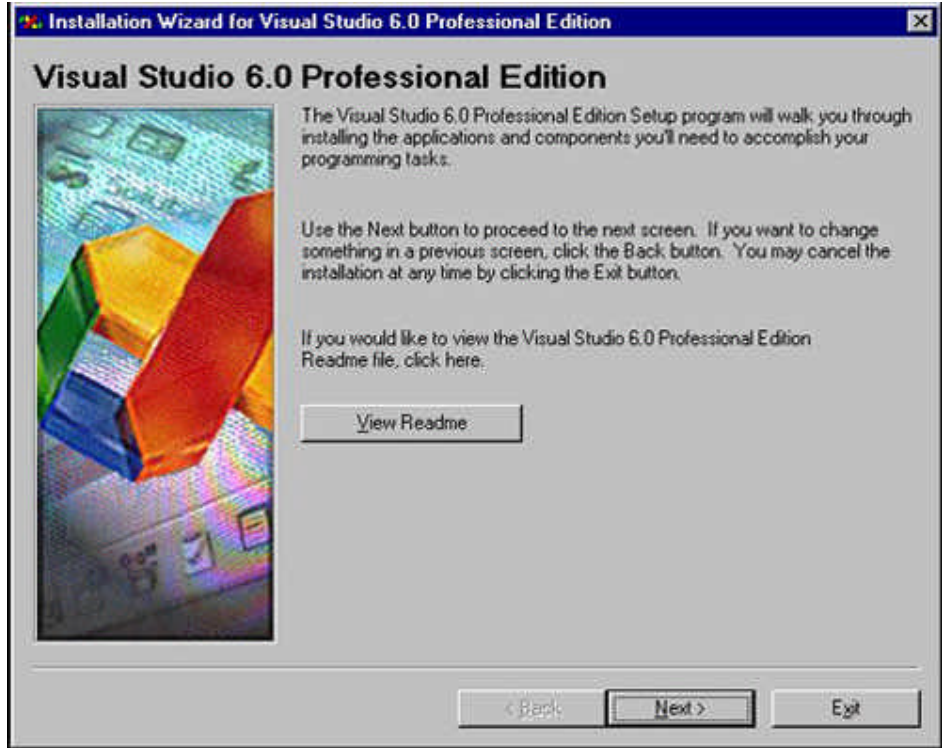 Installation Wizard for Visual Studio 6.0 Professional Edition
Visual Studio 6.0 Professional Edition
The Visual Studio 6.0 Professional Edition Setup program will walk you through
installing the applications and components you'll need to accomplish your
programming tasks.
Use the Next button to proceed to the next screen. If you want to change
something in a previous screen, click the Back button. You may cancel the
installation at any time by clicking the Exit button.
If you would like to view the Visual Studio 6.0 Professional Edition
Readme file, click here.
View Readme
< Back
Next >
Exit